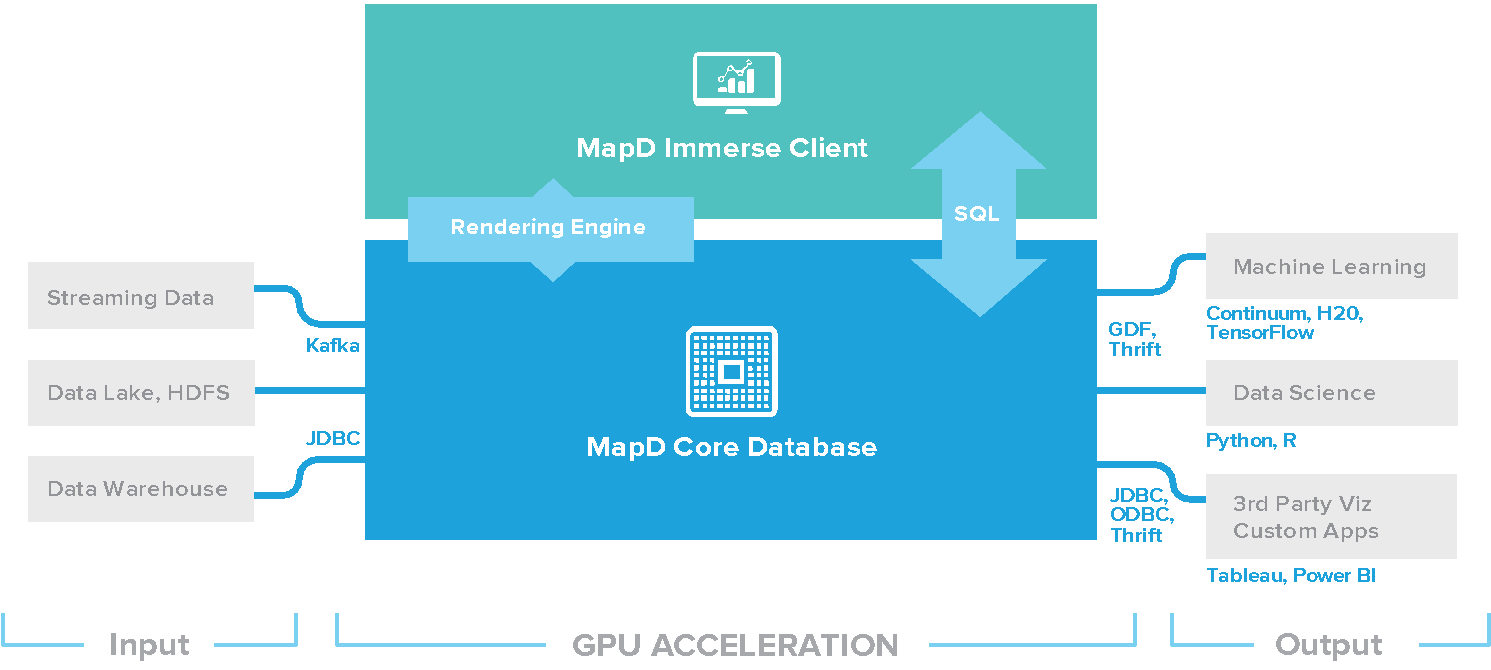 MapD Immerse Client
Rendering Engine
SQL
Streaming Data
Kafka
Data Lake, HDFS
JDBC
Data Warehouse
MapD Core Database
GDF,
Thrift
Machine Learning
Continuum, H20,
TensorFlow
Data Science
Python, R
JDBC,
ODBC,
Thrift
3rd Party Viz
Custom Apps
Tableau, Power BI
Input
GPU ACCELERATION
Output